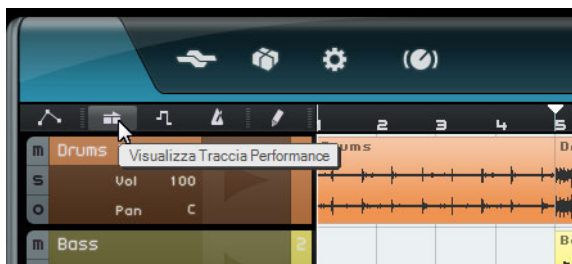 1 2 3 4 5
m Drums
Visualizza Traccia Performance
ums
D
S Vol 100
O Pan C
m Bass 2
B